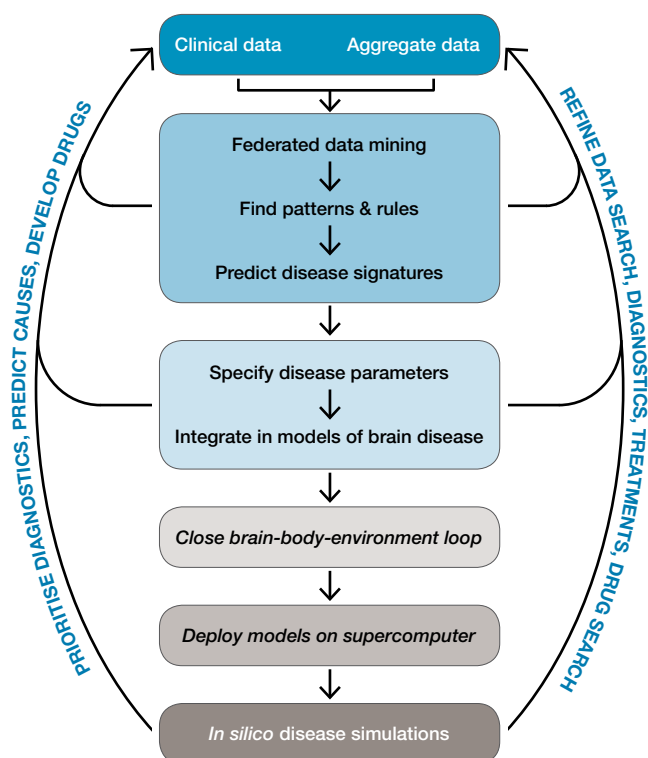 Clinical data
Aggregate data
Federated data mining
Find patterns & rules
Predict disease signatures
Specify disease parameters
Integrate in models of brain disease
Close brain-body-environment loop
Deploy models on supercomputer
In silico disease simulations
PRIORITISE DIAGNOSTICS, PREDICT CAUSES, DEVELOP DRUGS
REFINE DATA SEARCH, DIAGNOSTICS, TREATMENTS, DRUG SEARCH